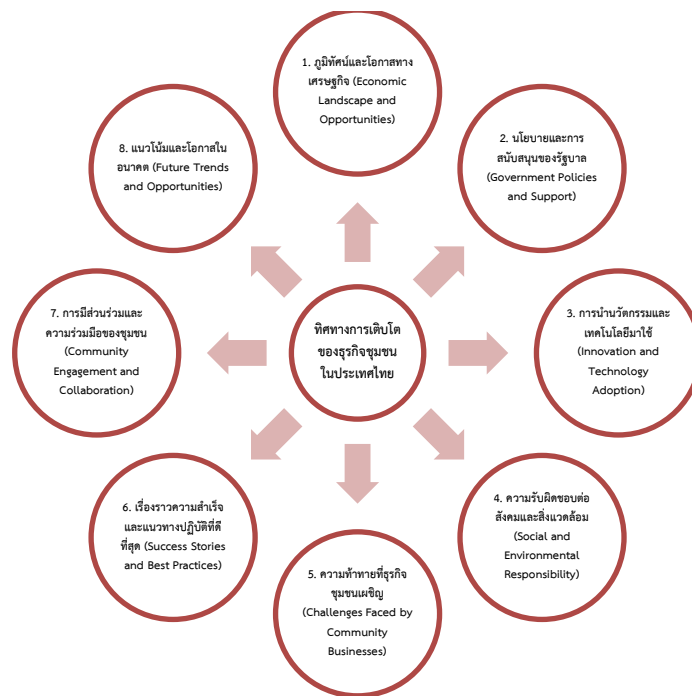 1. ภูมิทัศน์และโอกาสทาง
เศรษฐกิจ (Economic
Landscape and
Opportunities)
2. นโยบายและการ
สนับสนุนของรัฐบาล
(Government Policies
and Support)
3. การนำนวัตกรรมและ
เทคโนโลยีมาใช้
(Innovation and
Technology
Adoption)
4. ความรับผิดชอบต่อ
สังคมและสิ่งแวดล้อม
(Social and
Environmental
Responsibility)
5. ความท้าทายที่ธุรกิจ
ชุมชนเผชิญ
(Challenges Faced by
Community
Businesses)
6. เรื่องราวความสำเร็จ
และแนวทางปฏิบัติที่ดี
ที่สุด (Success Stories
and Best Practices)
7. การมีส่วนร่วมและ
ความร่วมมือของชุมชน
(Community
Engagement and
Collaboration)
8. แนวโน้มและโอกาสใน
อนาคต (Future Trends
and Opportunities)
ทิศทางการเติบโต
ของธุรกิจชุมชน
ในประเทศไทย